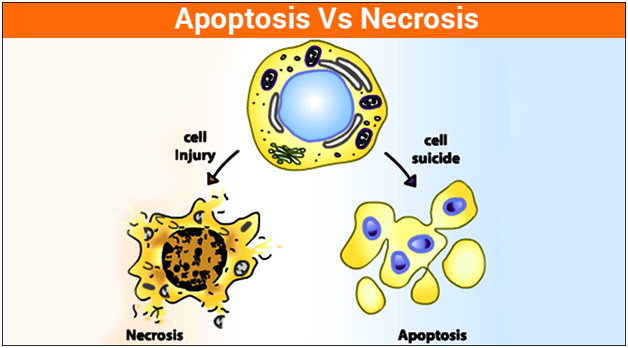 Apoptosis Vs Necrosis
cell
Injury
cell
suicide
Necrosis
Apoptosis